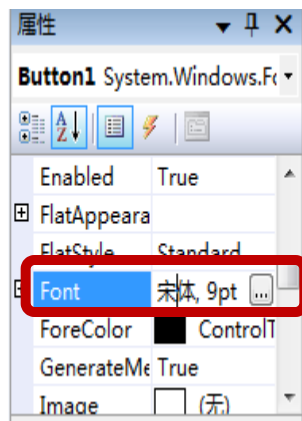 属性
Button1 System.Windows.Fo
Enabled True
FlatAppeara
FlatStyle Standard
Font 宋体, 9pt ...
ForeColor ControlT
GenerateMe True
Image (无)